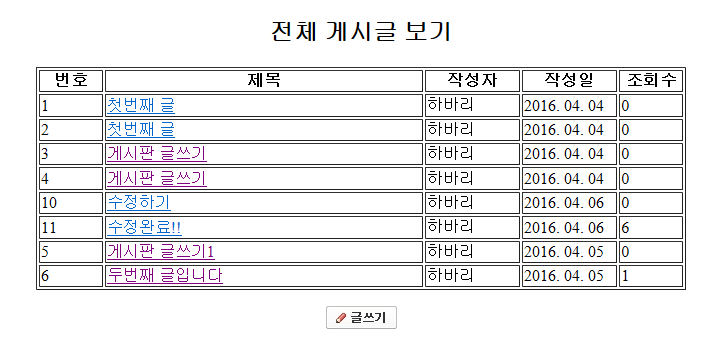 전체 게시글 보기
번호 제목 작성자 작성일 조회수
1 첫번째 글 하바리 2016. 04. 04 0
2 첫번째 글 하바리 2016. 04. 04 0
3 게시판 글쓰기 하바리 2016. 04. 04 0
4 게시판 글쓰기 하바리 2016. 04. 04 0
10 수정하기 하바리 2016. 04. 06 0
11 수정완료!! 하바리 2016. 04. 06 6
5 게시판 글쓰기1 하바리 2016. 04. 05 0
6 두번째 글입니다 하바리 2016. 04. 05 1
글쓰기